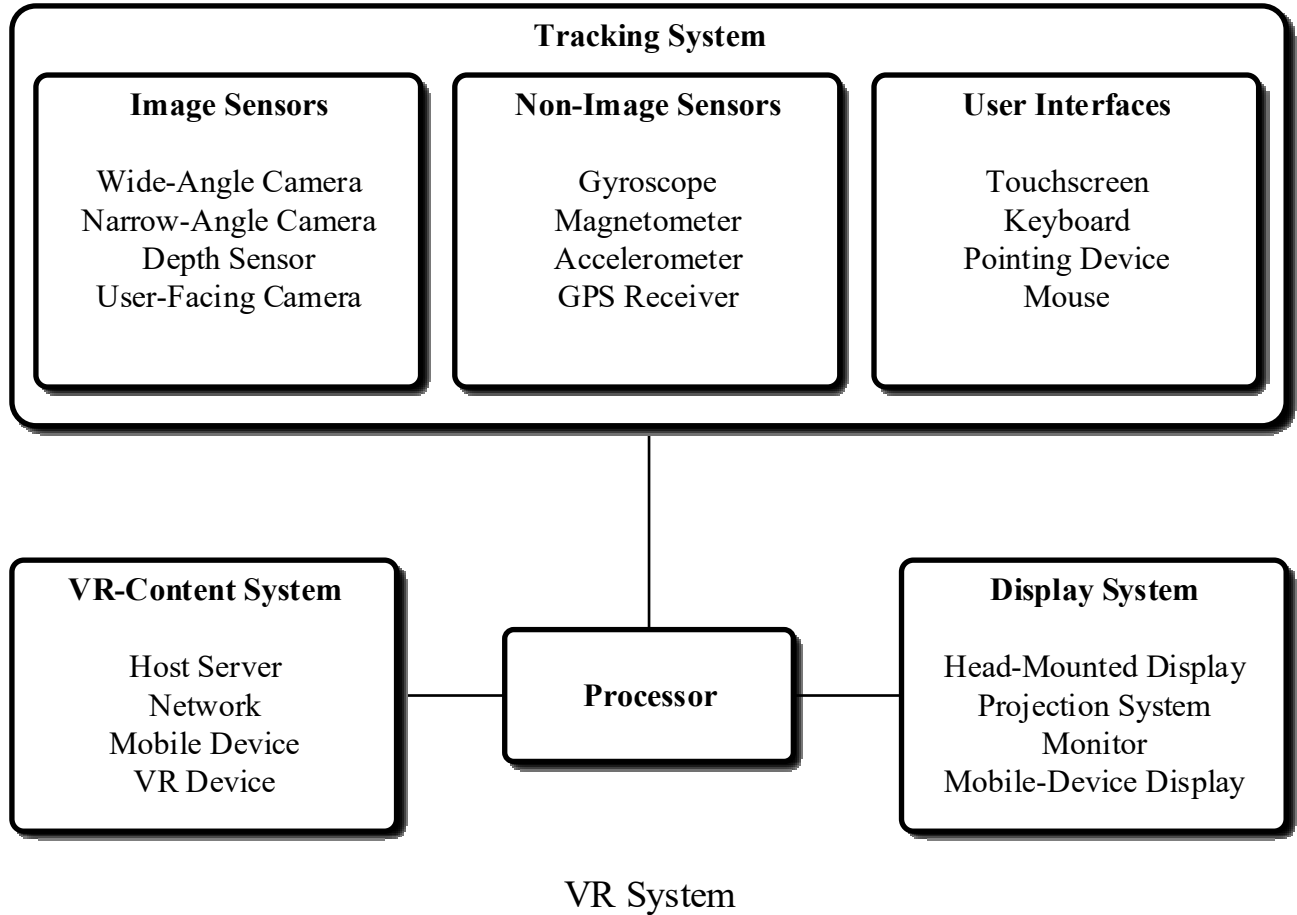 Tracking System
Image Sensors
Wide-Angle Camera
Narrow-Angle Camera
Depth Sensor
User-Facing Camera
Non-Image Sensors
Gyroscope
Magnetometer
Accelerometer
GPS Receiver
User Interfaces
Touchscreen
Keyboard
Pointing Device
Mouse
VR-Content System
Host Server
Network
Mobile Device
VR Device
Processor
Display System
Head-Mounted Display
Projection System
Monitor
Mobile-Device Display
VR System